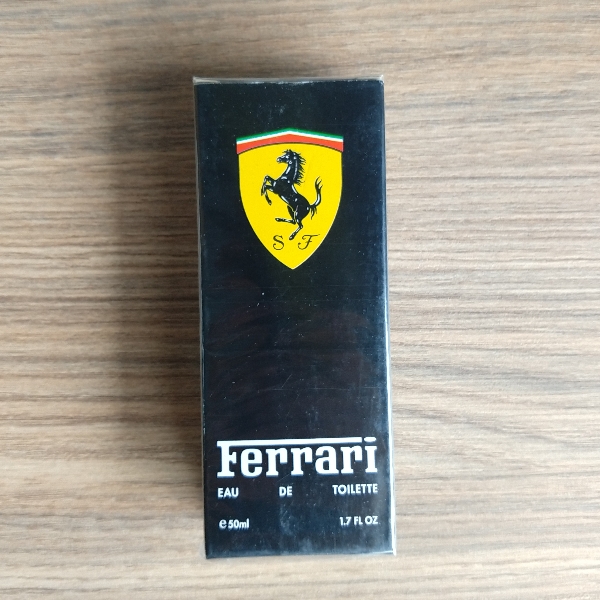 S F
Ferrari
EAU DE TOILETTE
℮50ml 1.7 FL OZ